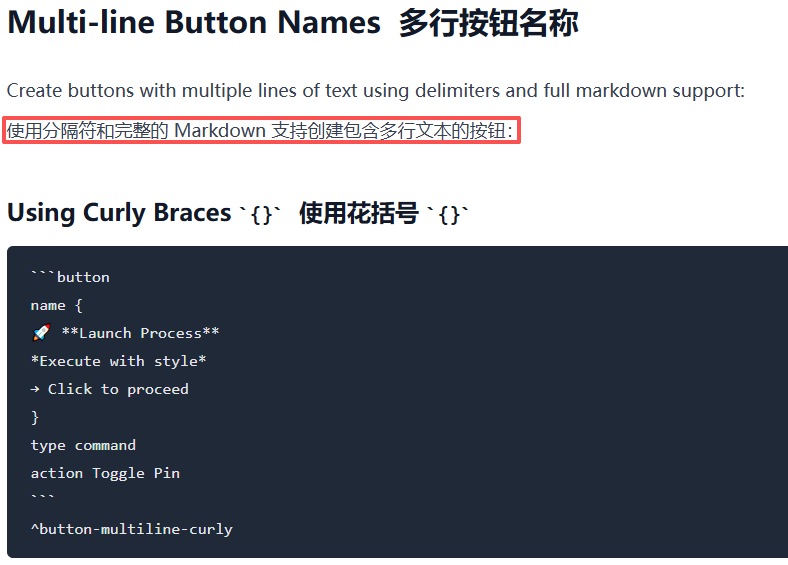 Multi-line Button Names 多行按钮名称
Create buttons with multiple lines of text using delimiters and full markdown support:
使用分隔符和完整的 Markdown 支持创建包含多行文本的按钮：
Using Curly Braces `{}` 使用花括号 `{}`
```button
name {
🚀 **Launch Process**
*Execute with style*
→ Click to proceed
}
type command
action Toggle Pin
```
^button-multiline-curly